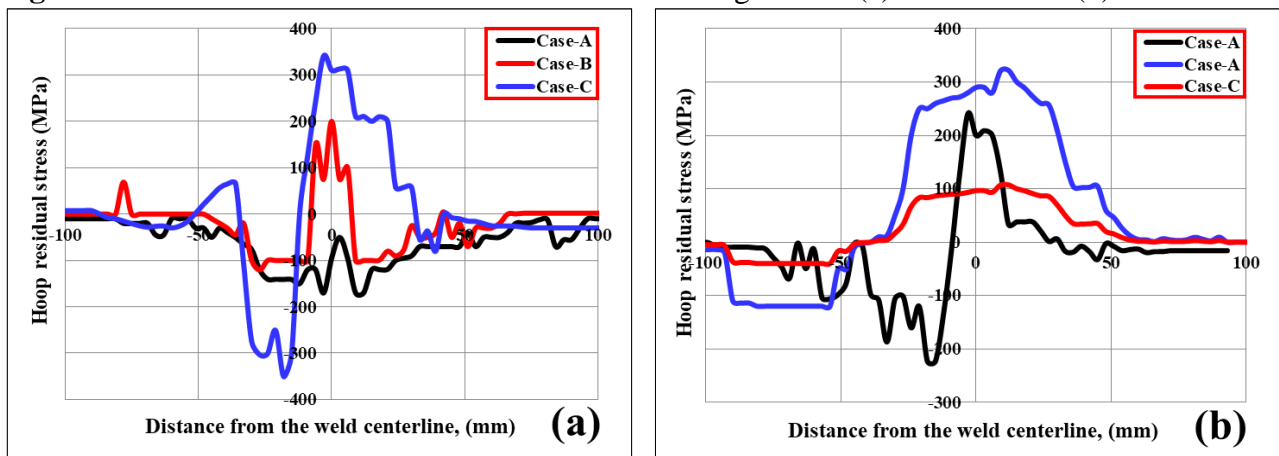 400
300
200
100
0
-100
-200
-300
-400
-100
-50
0
50
100
Hoop residual stress (MPa)
Distance from the weld centerline, (mm)
Case-A
Case-B
Case-C
(a)
400
300
200
100
0
-100
-200
-300
-100
-50
0
50
100
Hoop residual stress (MPa)
Distance from the weld centerline, (mm)
Case-A
Case-A
Case-C
(b)